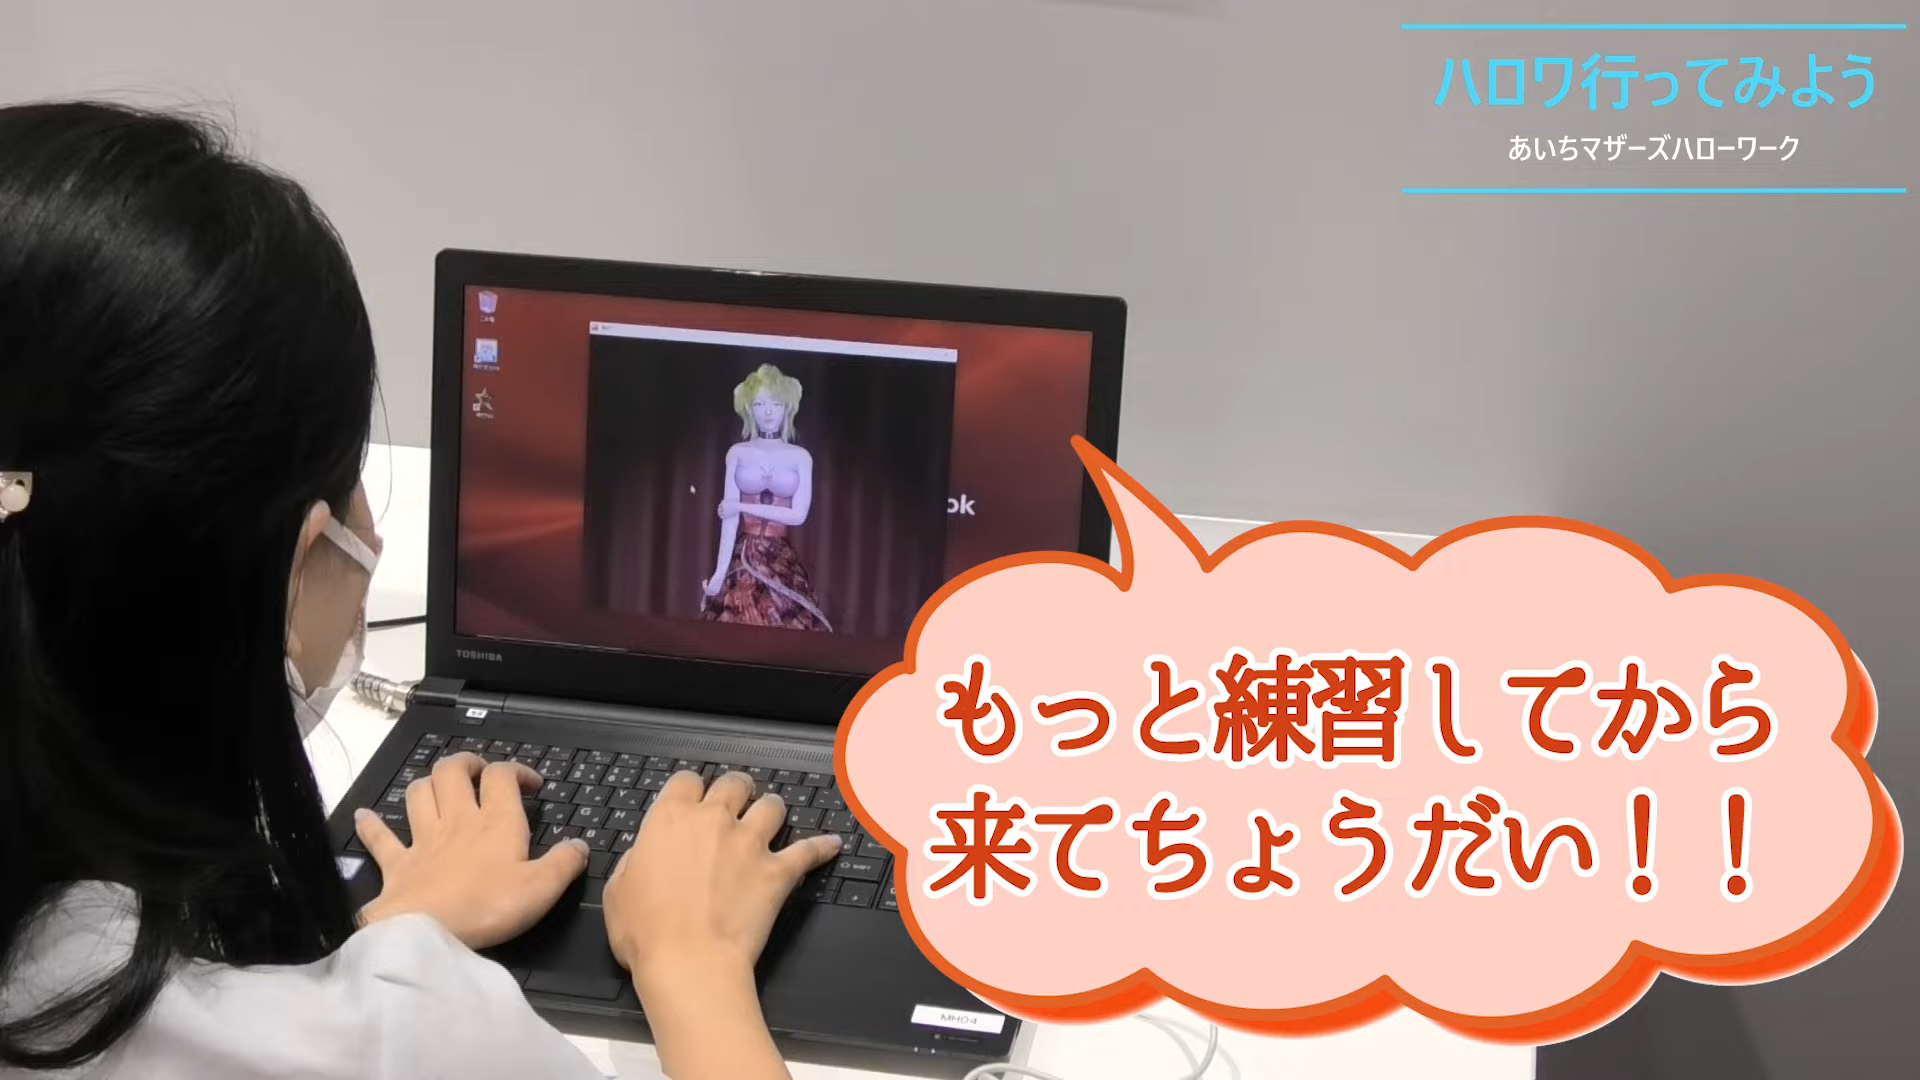 ハロワ行ってみよう
あいちマザーズハローワーク
ok
TOSHIBA
もっと練習してから
来てちょうだい！！
MH04